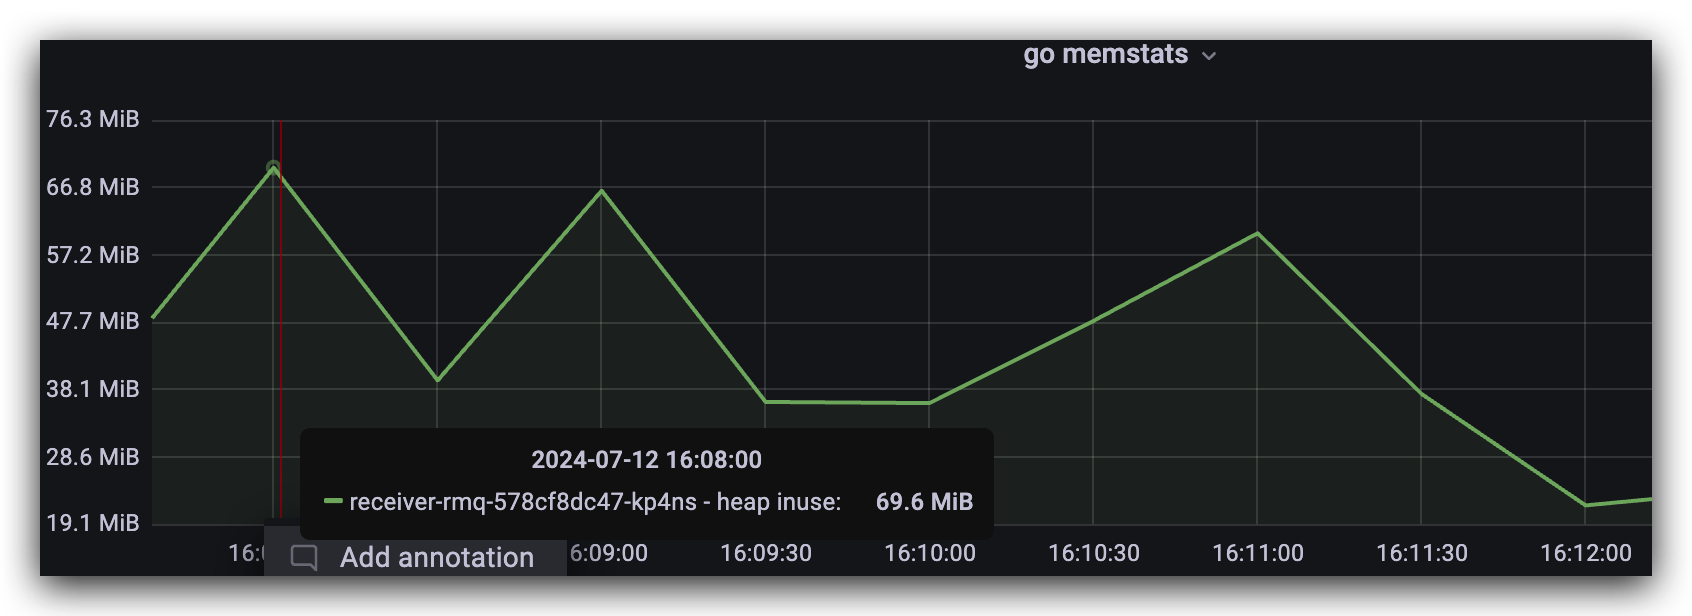 go memstats
76.3 MiB
66.8 MiB
57.2 MiB
47.7 MiB
38.1 MiB
28.6 MiB
19.1 MiB
2024-07-12 16:08:00
receiver-rmq-578cf8dc47-kp4ns - heap inuse: 69.6 MiB
16:0 6:09:00 16:09:30 16:10:00 16:10:30 16:11:00 16:11:30 16:12:00
Add annotation